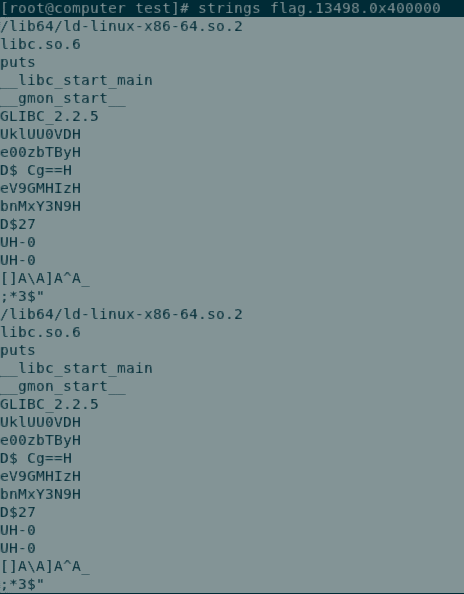 [root@computer test]# strings flag.13498.0x400000
/lib64/ld-linux-x86-64.so.2
libc.so.6
puts
__libc_start_main
__gmon_start__
GLIBC_2.2.5
UklUU0VDH
e00zbTByH
D$ Cg==H
eV9GMHIzH
bnMxY3N9H
D$27
UH-0
UH-0
[]A\A]A^A_
;*3$"
/lib64/ld-linux-x86-64.so.2
libc.so.6
puts
__libc_start_main
__gmon_start__
GLIBC_2.2.5
UklUU0VDH
e00zbTByH
D$ Cg==H
eV9GMHIzH
bnMxY3N9H
D$27
UH-0
UH-0
[]A\A]A^A_
;*3$"